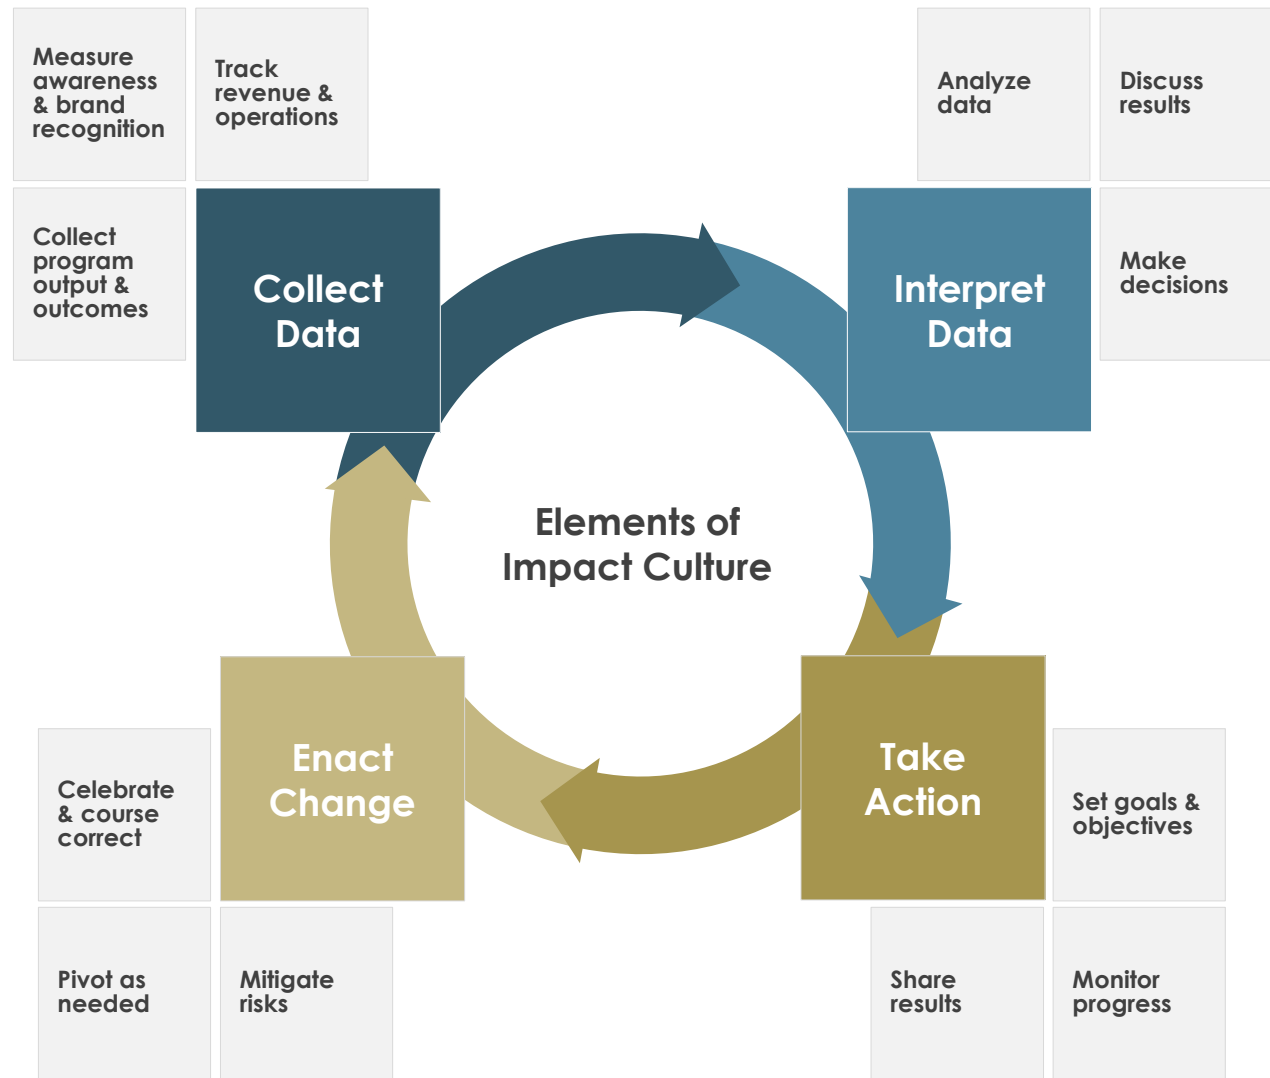 Measure
awareness
& brand
recognition
Track
revenue &
operations
Collect
program
output &
outcomes
Collect
Data
Analyze
data
Discuss
results
Make
decisions
Interpret
Data
Elements of
Impact Culture
Take
Action
Set goals &
objectives
Share
results
Monitor
progress
Enact
Change
Celebrate
& course
correct
Pivot as
needed
Mitigate
risks